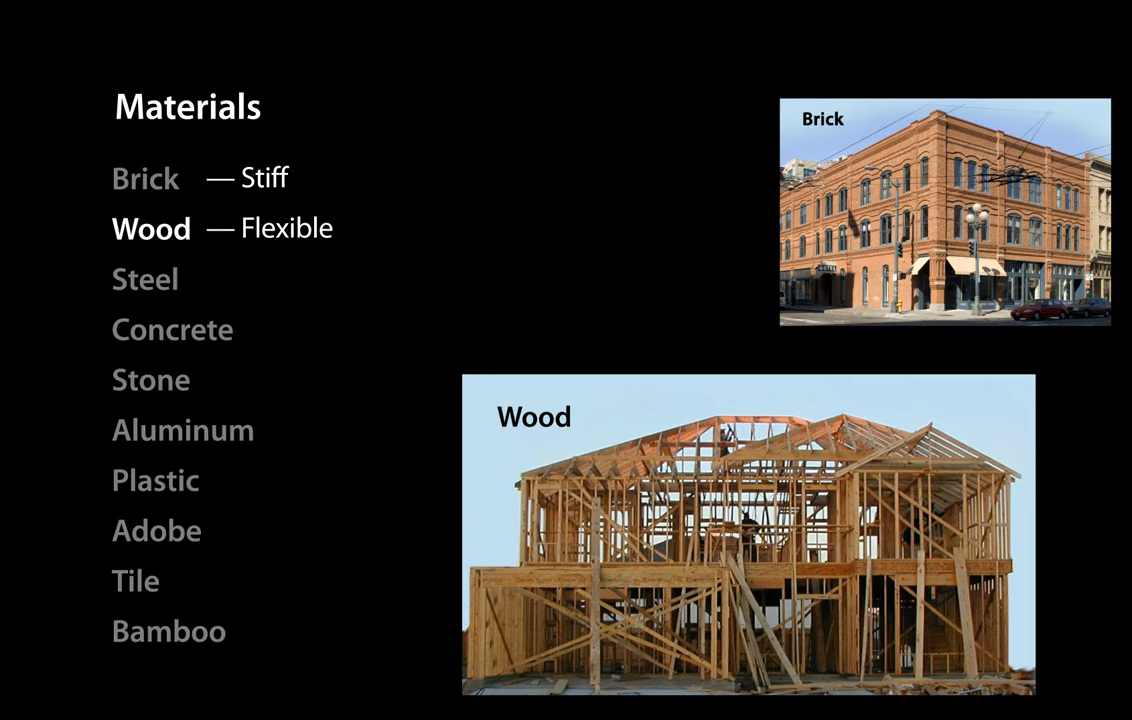 Materials
Brick — Stiff
Wood — Flexible
Steel
Concrete
Stone
Aluminum
Plastic
Adobe
Tile
Bamboo
Brick
Wood